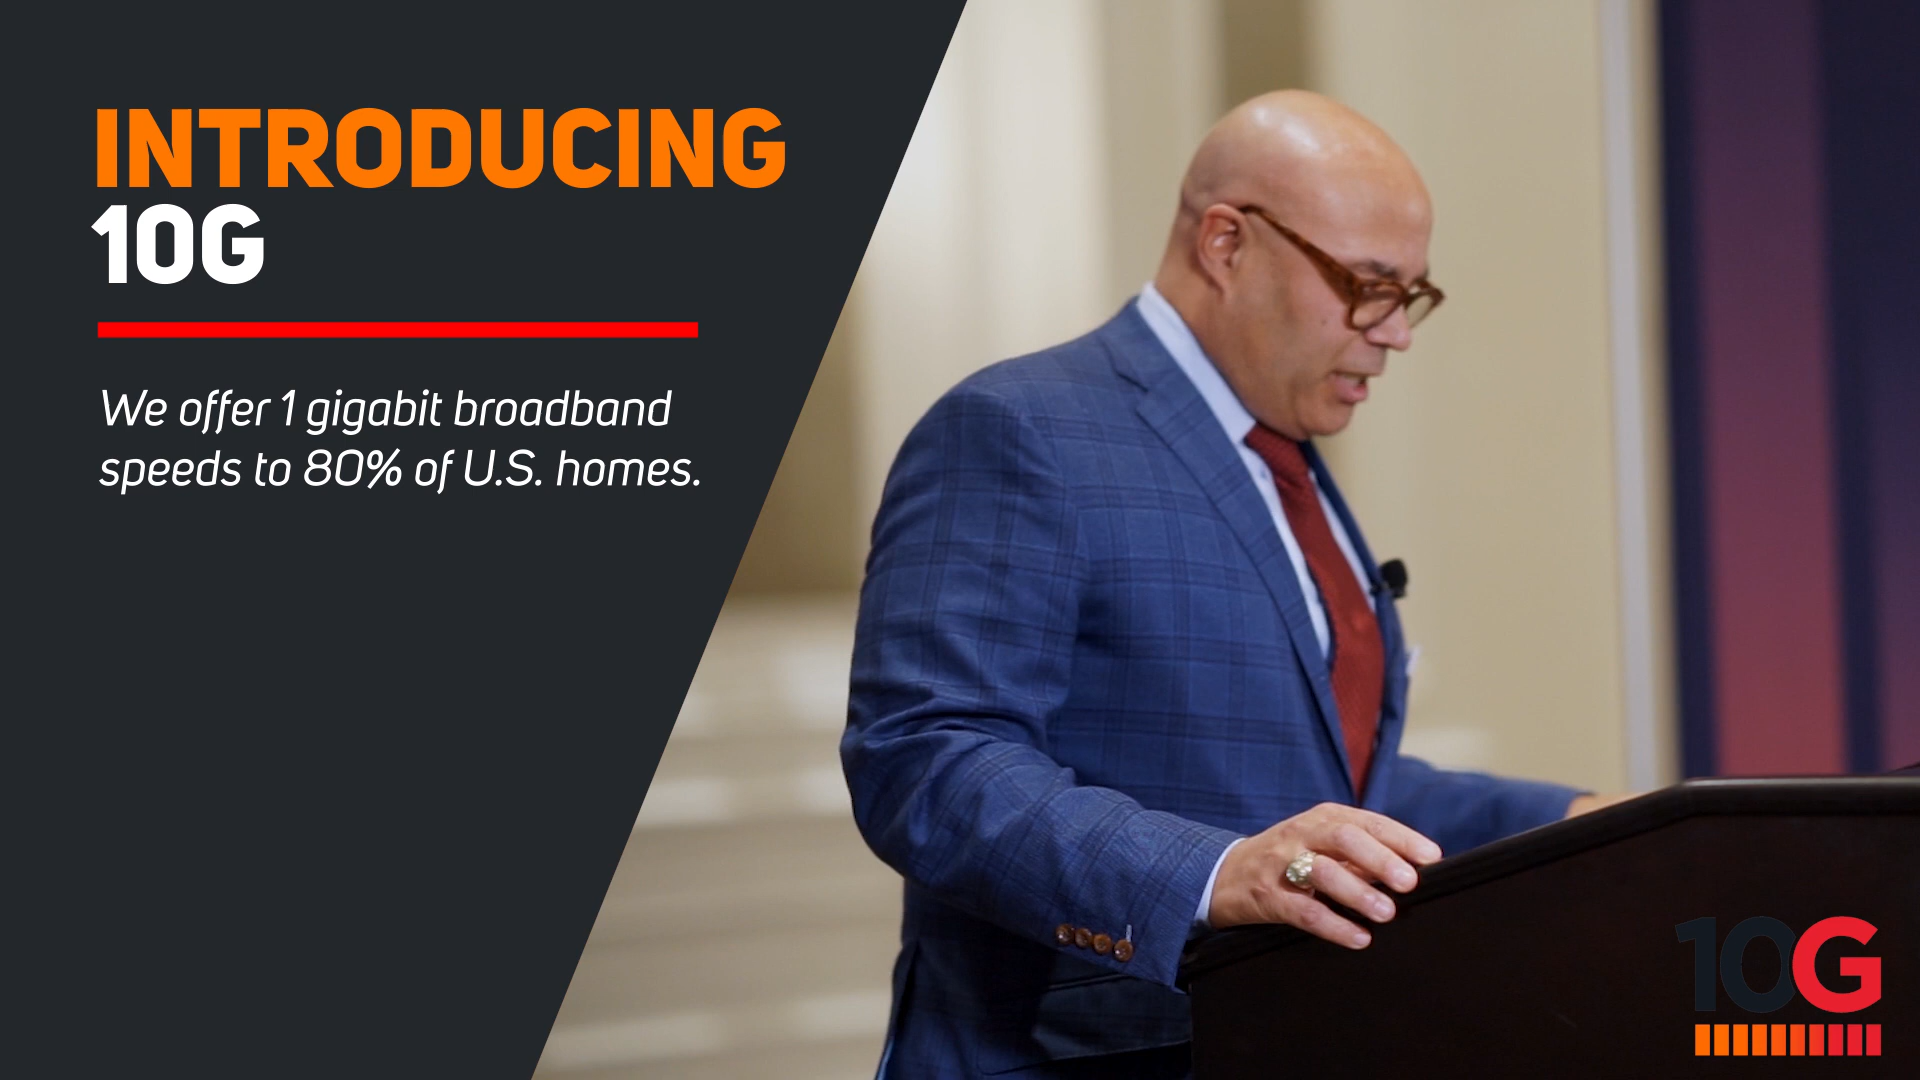 INTRODUCING
10G
We offer 1 gigabit broadband
speeds to 80% of U.S. homes.
10G